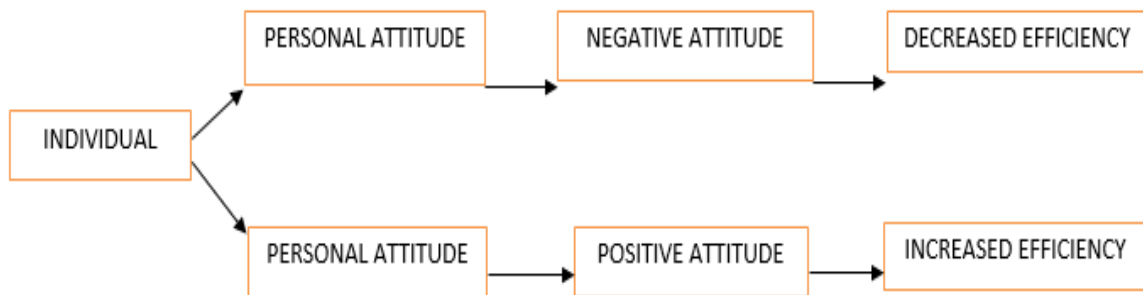 PERSONAL ATTITUDE
NEGATIVE ATTITUDE
DECREASED EFFICIENCY
INDIVIDUAL
PERSONAL ATTITUDE
POSITIVE ATTITUDE
INCREASED EFFICIENCY